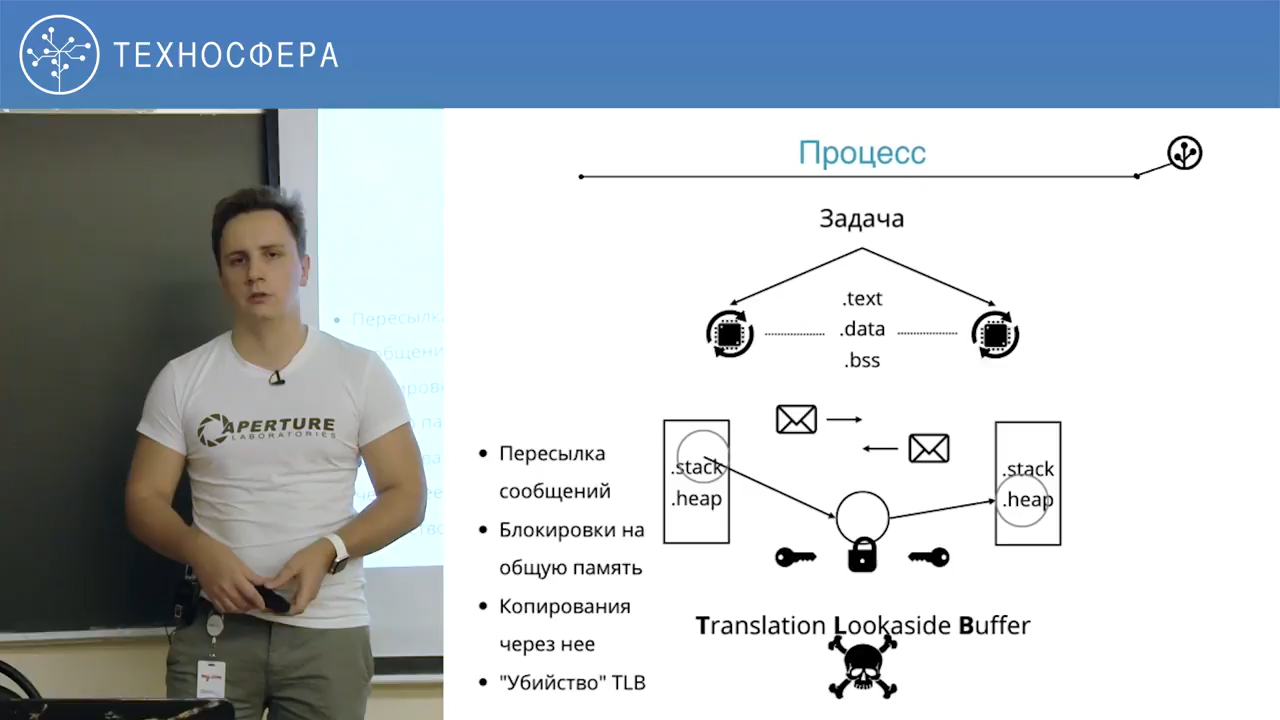 ТЕХНОСФЕРА
Процесс
Задача
.text
.data
.bss
Пересылка
сообщений
Блокировки на
общую память
Копирования
через нее
"Убийство" TLB
.stack
.heap
.stack
.heap
Translation Lookaside Buffer
APERTURE
LABORATORIES
Пересылк